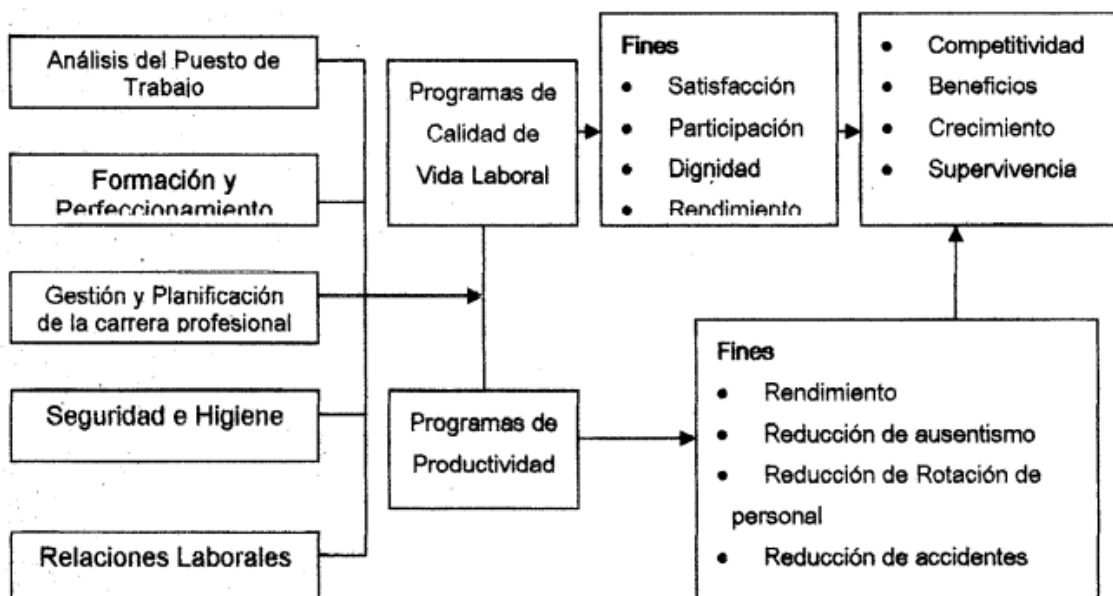 Análisis del Puesto de
Trabajo
Formación y
Perfeccionamiento
Gestión y Planificación
de la carrera profesional
Seguridad e Higiene
Relaciones Laborales
Programas de
Calidad de
Vida Laboral
Programas de
Productividad
Fines
• Satisfacción
• Participación
• Dignidad
• Rendimiento
• Competitividad
• Beneficios
• Crecimiento
• Supervivencia
Fines
• Rendimiento
• Reducción de ausentismo
• Reducción de Rotación de
personal
• Reducción de accidentes